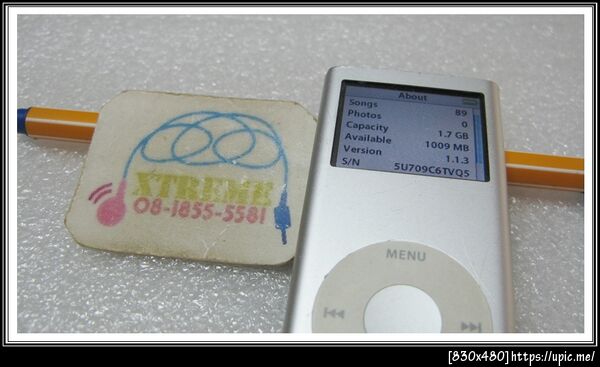 XTREME
08-1855-5581
About
Songs 89
Photos 0
Capacity 1.7 GB
Available 1009 MB
Version 1.1.3
S/N 5U709C6TVQ5
MENU
[830x480]https://upic.me/